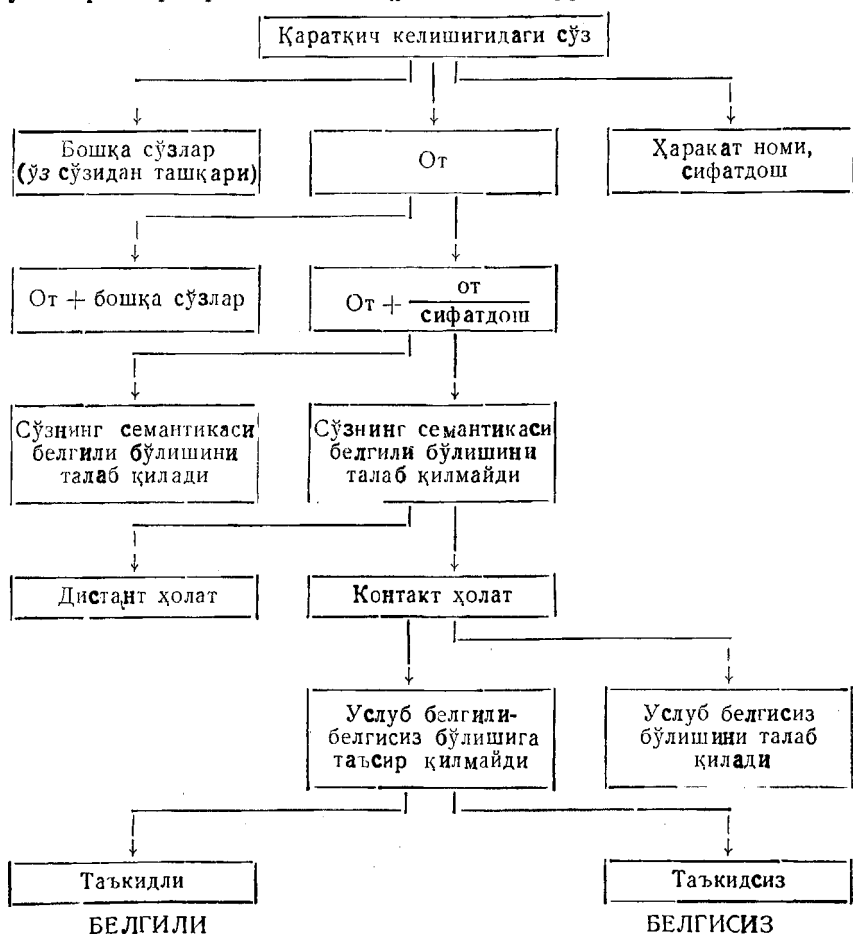 Қаратқич келишигидаги сўз
Бошқа сўзлар
(ўз сўзидан ташқари)
От
Ҳаракат номи,
сифатдош
От + бошқа сўзлар
От + от
сифатдош
Сўзнинг семантикаси
белгили бўлишини
талаб қилади
Сўзнинг семантикаси
белгили бўлишини
талаб қилмайди
Дистант ҳолат
Контакт ҳолат
Услуб белгили-
белгисиз бўлишига
таъсир қилмайди
Услуб белгисиз
бўлишини талаб
қилади
Таъкидли
Таъкидсиз
БЕЛГИЛИ
БЕЛГИСИЗ